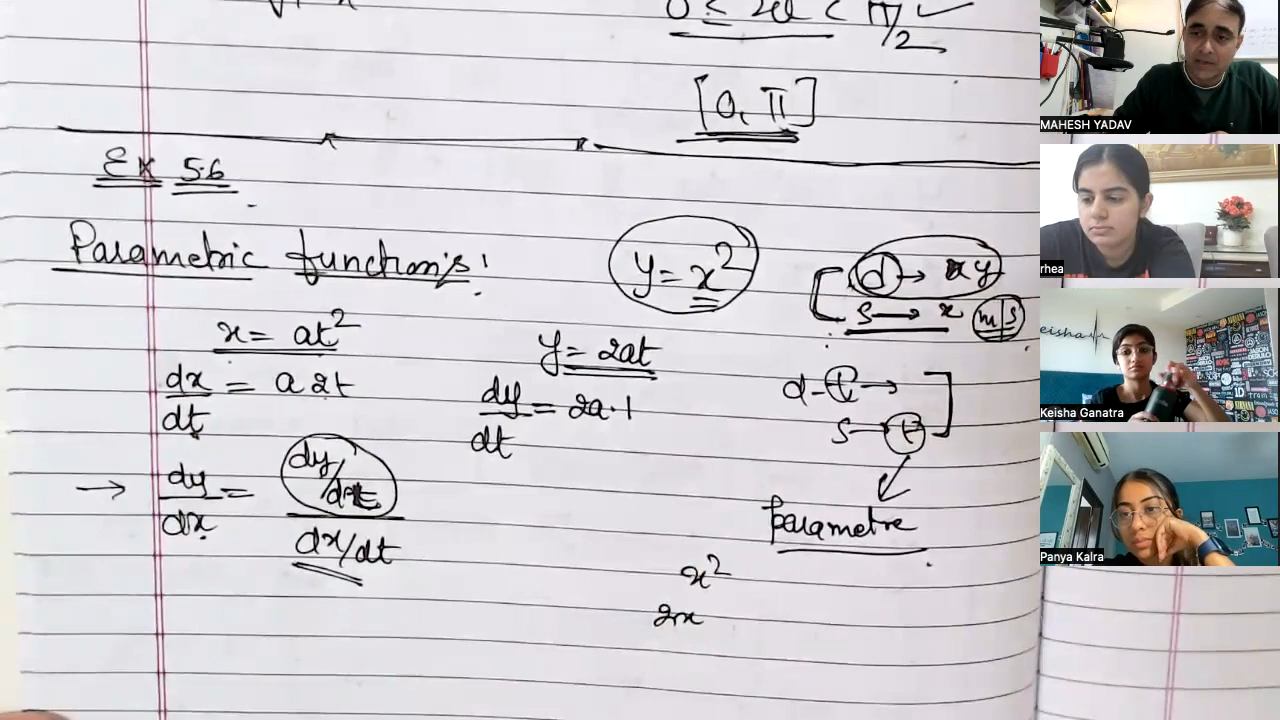 0 ≤ 2θ < π/2 ✓
[0, π]
Ex 5.6
Parametric function's:
y = x²
d → x y
s → x m/s
x = at²
y = 2at
dx/dt = a 2t
dy/dt = 2a·1
d - t →
s → t
→ dy/dx = dy/dt
dx/dt
parametre
x²
2x
MAHESH YADAV
rhea
Keisha Ganatra
Panya Kalra